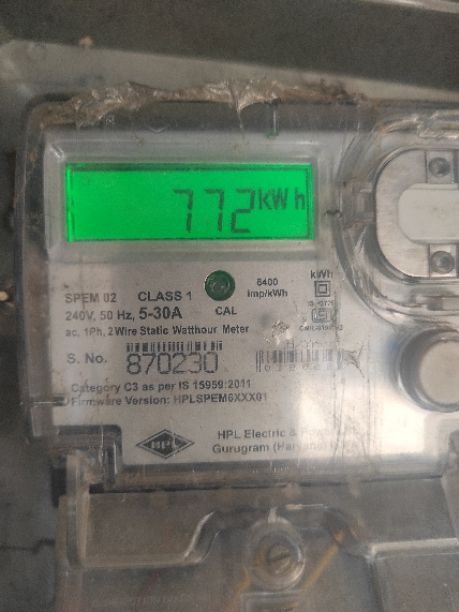 772 kWh
SPEM 02 CLASS 1
6400 imp/kWh
kWh
240V, 50 Hz, 5-30A CAL
ac, 1Ph, 2 Wire Static Watthour Meter
S. No. 870230
Category C3 as per IS 15959:2011
Firmware Version: HPLSPEM6XXX01
HPL
HPL Electric &
Gurugram (Haryana)